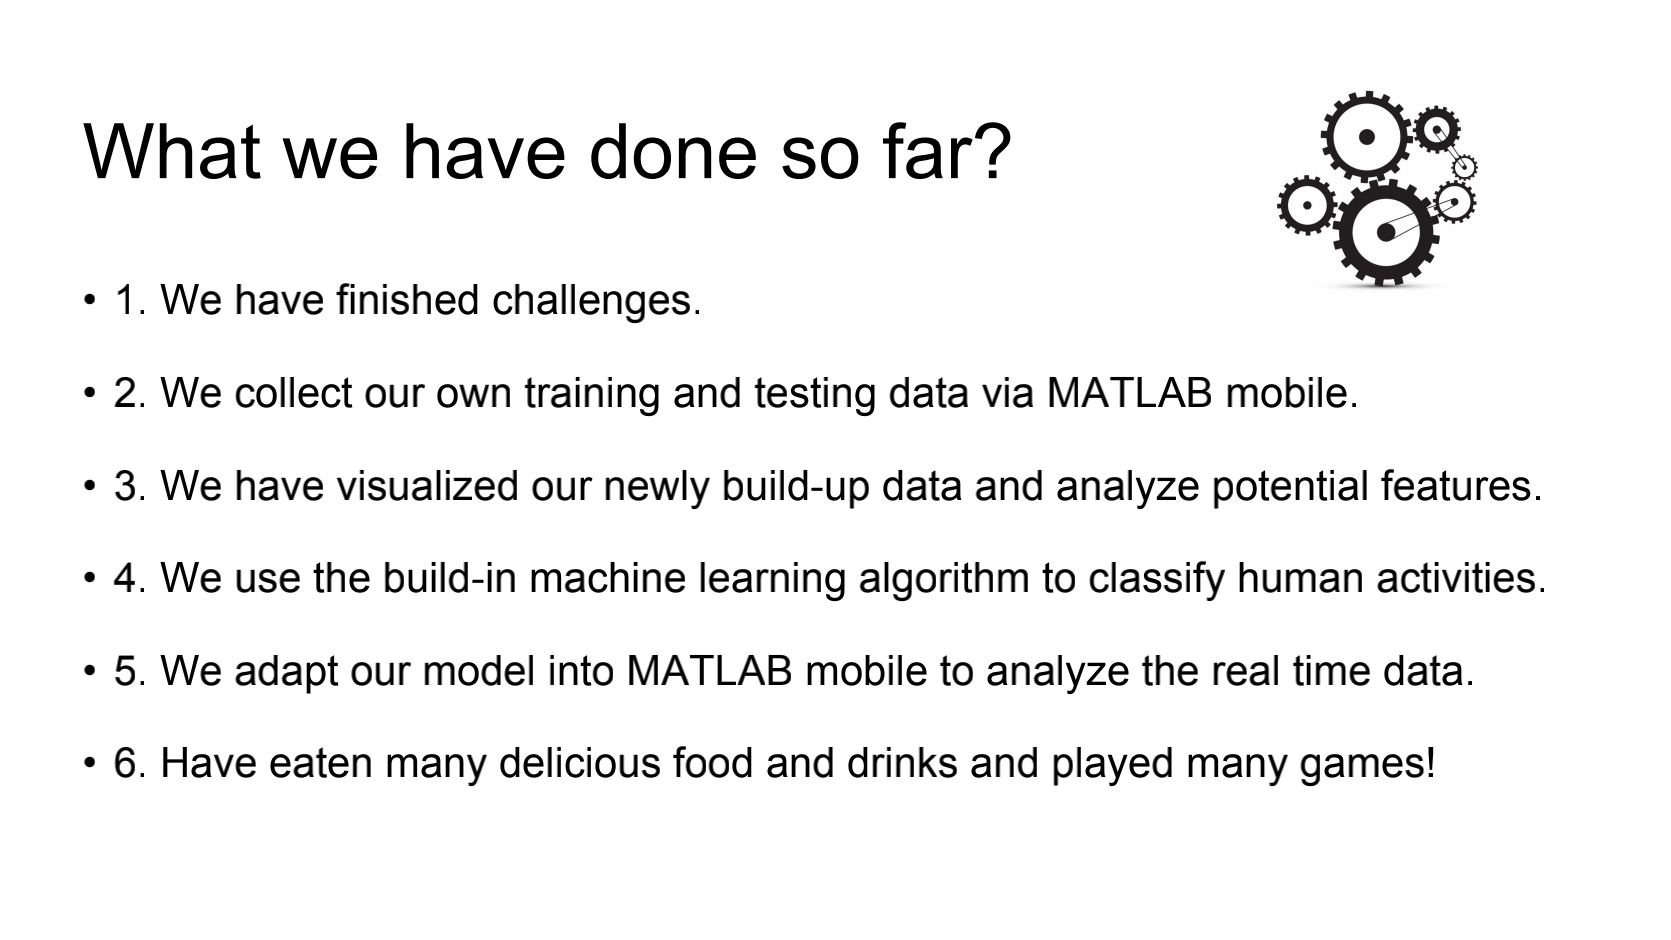 What we have done so far?
• 1. We have finished challenges.
• 2. We collect our own training and testing data via MATLAB mobile.
• 3. We have visualized our newly build-up data and analyze potential features.
• 4. We use the build-in machine learning algorithm to classify human activities.
• 5. We adapt our model into MATLAB mobile to analyze the real time data.
• 6. Have eaten many delicious food and drinks and played many games!